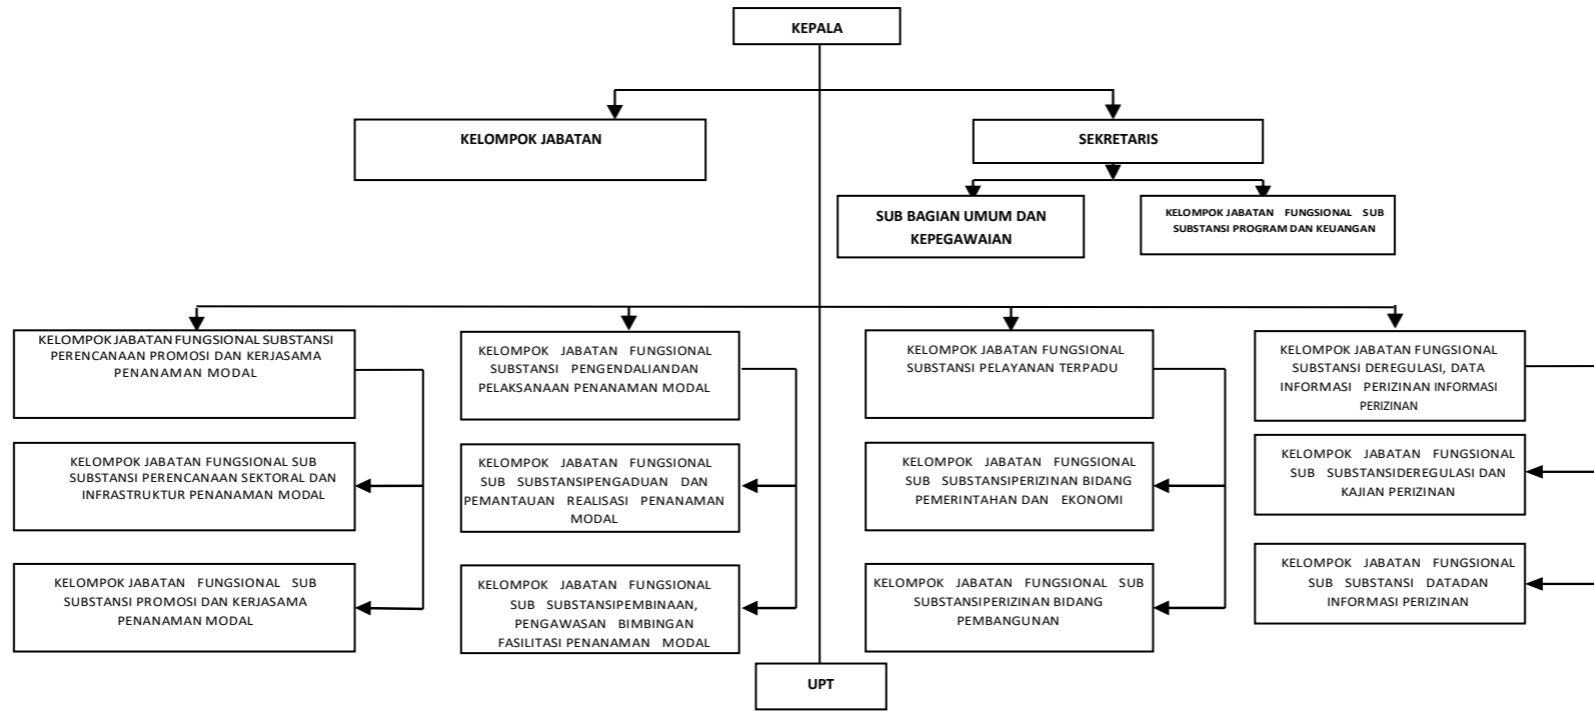 KEPALA
KELOMPOK JABATAN
SEKRETARIS
SUB BAGIAN UMUM DAN
KEPEGAWAIAN
KELOMPOK JABATAN FUNGSIONAL SUB
SUBSTANSI PROGRAM DAN KEUANGAN
KELOMPOK JABATAN FUNGSIONAL SUBSTANSI
PERENCANAAN PROMOSI DAN KERJASAMA
PENANAMAN MODAL
KELOMPOK JABATAN FUNGSIONAL
SUBSTANSI PENGENDALIANDAN
PELAKSANAAN PENANAMAN MODAL
KELOMPOK JABATAN FUNGSIONAL
SUBSTANSI PELAYANAN TERPADU
KELOMPOK JABATAN FUNGSIONAL
SUBSTANSI DEREGULASI, DATA
INFORMASI PERIZINAN INFORMASI
PERIZINAN
KELOMPOK JABATAN FUNGSIONAL SUB
SUBSTANSI PERENCANAAN SEKTORAL DAN
INFRASTRUKTUR PENANAMAN MODAL
KELOMPOK JABATAN FUNGSIONAL
SUB SUBSTANSIPENGADUAN DAN
PEMANTAUAN REALISASI PENANAMAN
MODAL
KELOMPOK JABATAN FUNGSIONAL
SUB SUBSTANSIPERIZINAN BIDANG
PEMERINTAHAN DAN EKONOMI
KELOMPOK JABATAN FUNGSIONAL
SUB SUBSTANSIDEREGULASI DAN
KAJIAN PERIZINAN
KELOMPOK JABATAN FUNGSIONAL SUB
SUBSTANSI PROMOSI DAN KERJASAMA
PENANAMAN MODAL
KELOMPOK JABATAN FUNGSIONAL
SUB SUBSTANSIPEMBINAAN,
PENGAWASAN BIMBINGAN
FASILITASI PENANAMAN MODAL
KELOMPOK JABATAN FUNGSIONAL SUB
SUBSTANSIPERIZINAN BIDANG
PEMBANGUNAN
KELOMPOK JABATAN FUNGSIONAL
SUB SUBSTANSI DATADAN
INFORMASI PERIZINAN
UPT